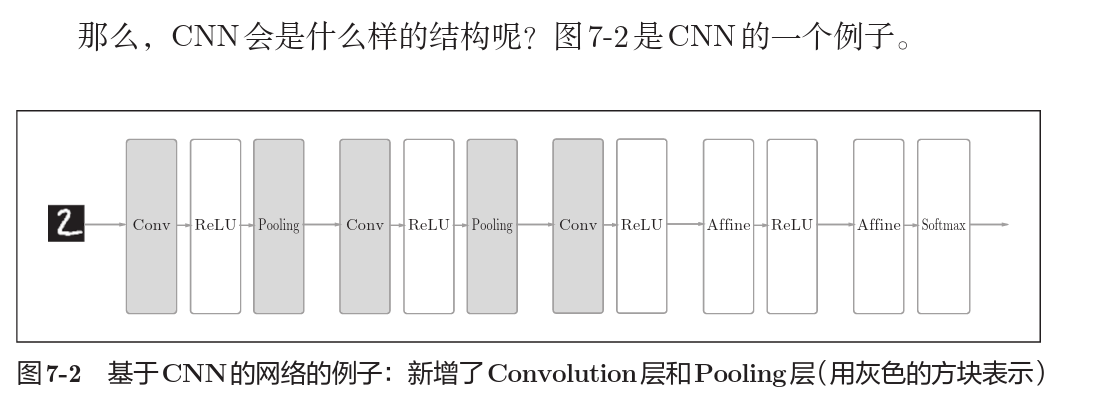 那么，CNN会是什么样的结构呢？图7-2是CNN的一个例子。
2 Conv ReLU Pooling Conv ReLU Pooling Conv ReLU Affine ReLU Affine Softmax
图7-2 基于CNN的网络的例子：新增了Convolution层和Pooling层（用灰色的方块表示）